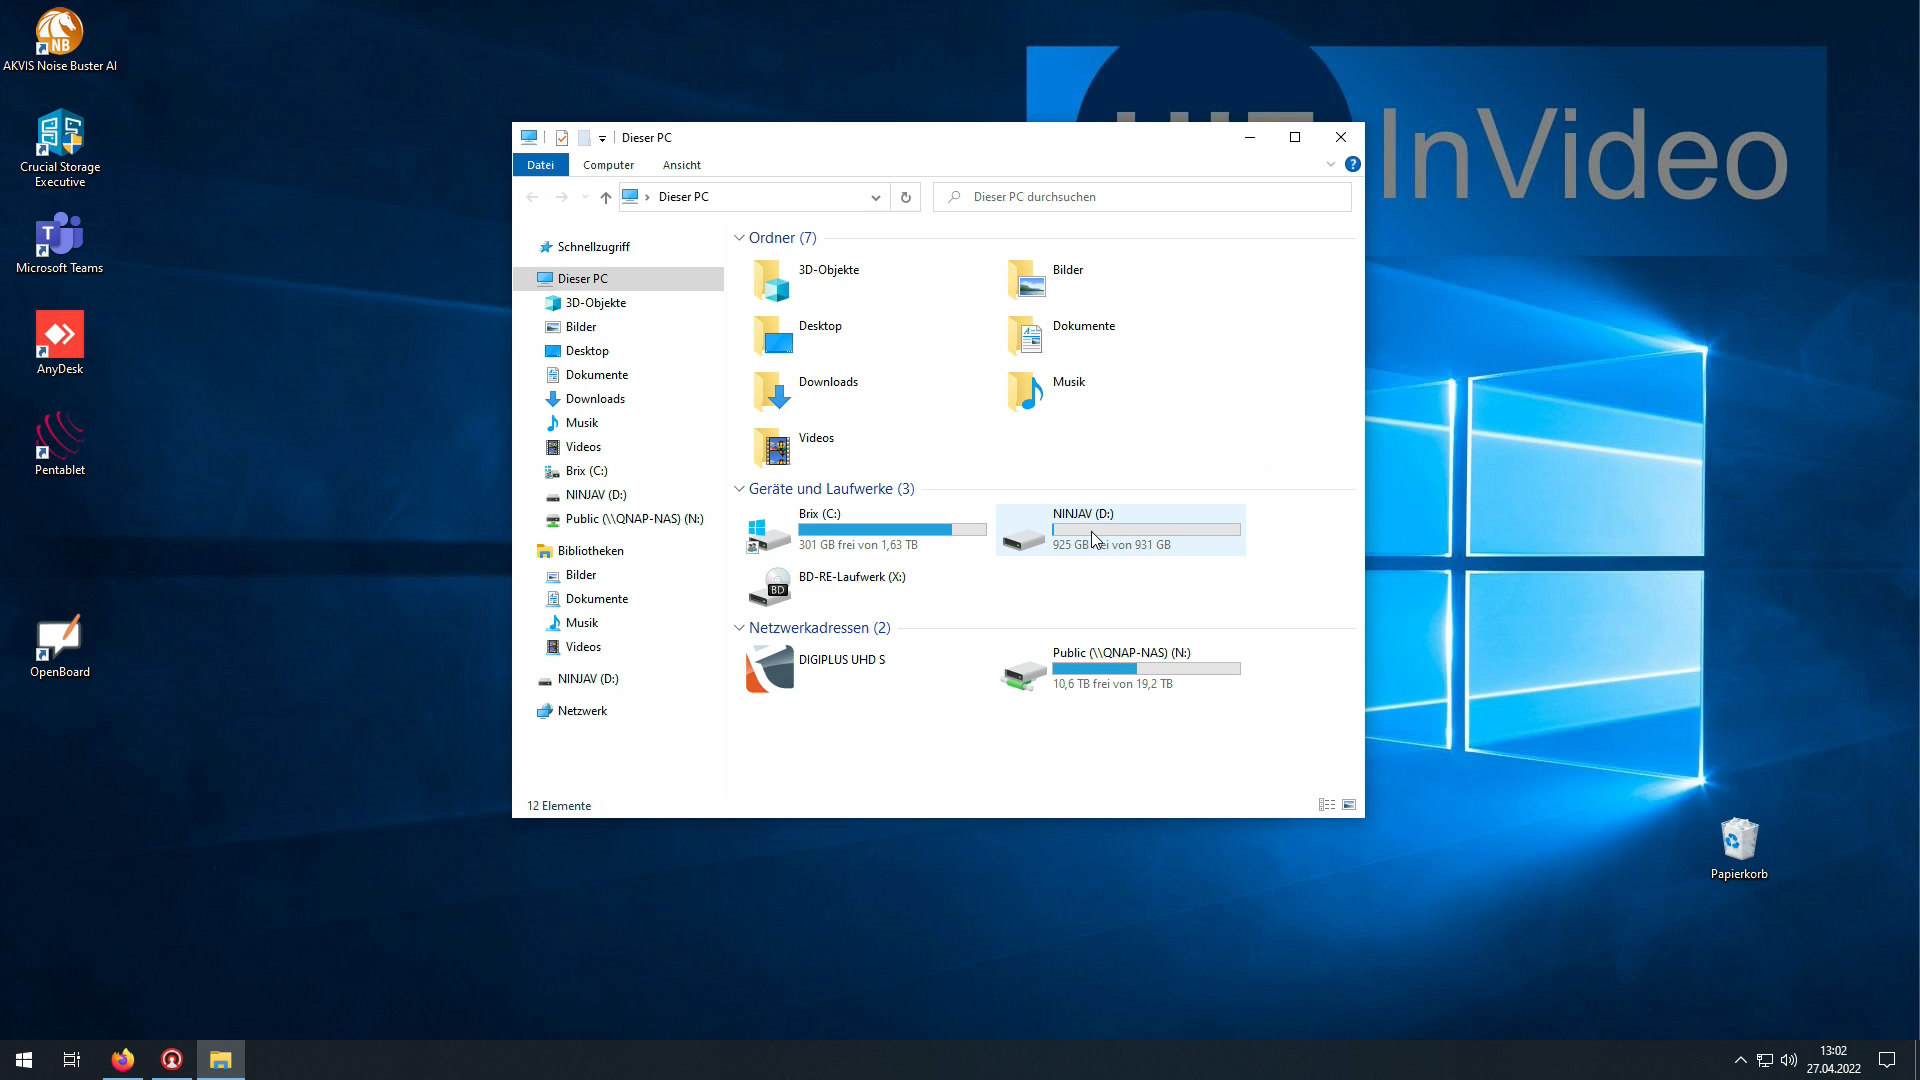 NB
AKVIS Noise Buster AI
Crucial Storage
Executive
T
Microsoft Teams
AnyDesk
Pentablet
OpenBoard
InVideo
Dieser PC
Datei
Computer
Ansicht
?
Dieser PC
Dieser PC durchsuchen
Schnellzugriff
Dieser PC
3D-Objekte
Bilder
Desktop
Dokumente
Downloads
Musik
Videos
Brix (C:)
NINJAV (D:)
Public (\\QNAP-NAS) (N:)
Bibliotheken
Bilder
Dokumente
Musik
Videos
NINJAV (D:)
Netzwerk
Ordner (7)
3D-Objekte
Bilder
Desktop
Dokumente
Downloads
Musik
Videos
Geräte und Laufwerke (3)
Brix (C:)
301 GB frei von 1,63 TB
NINJAV (D:)
925 GB frei von 931 GB
BD
BD-RE-Laufwerk (X:)
Netzwerkadressen (2)
DIGIPLUS UHD S
Public (\\QNAP-NAS) (N:)
10,6 TB frei von 19,2 TB
12 Elemente
Papierkorb
13:02
27.04.2022